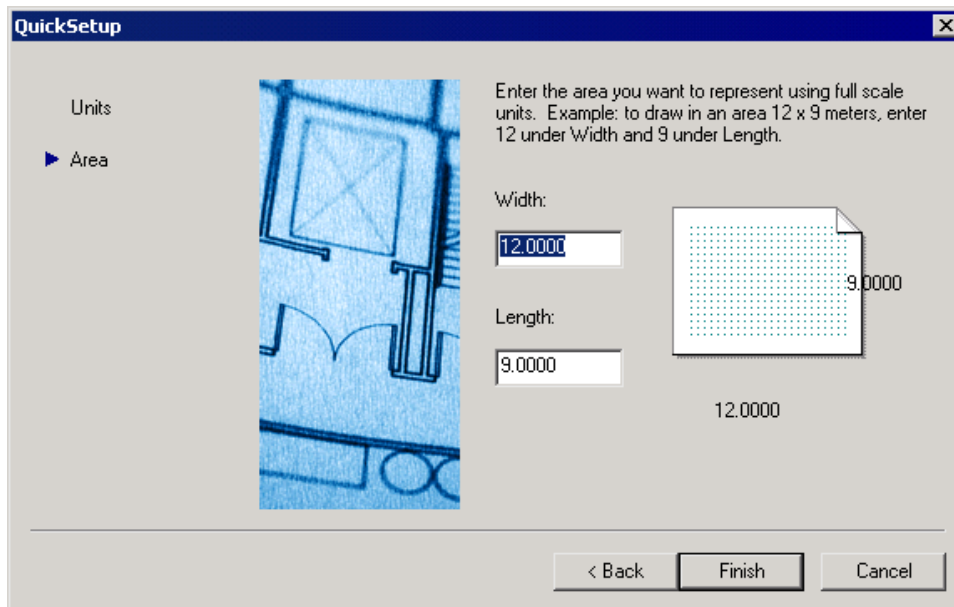 QuickSetup
Units
Area
Enter the area you want to represent using full scale
units.  Example: to draw in an area 12 x 9 meters, enter
12 under Width and 9 under Length.
Width:
12.0000
Length:
9.0000
9.0000
12.0000
< Back
Finish
Cancel